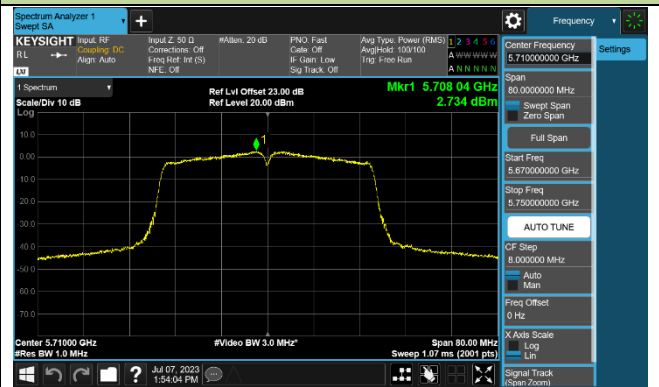 Spectrum Analyzer 1
Swept SA
Frequency
KEYSIGHT
RL
LXI
Input: RF
Coupling: DC
Align: Auto
Input Z: 50 Ω
Corrections: Off
Freq Ref: Int (S)
NFE: Off
#Atten: 20 dB
PNO: Fast
Gate: Off
IF Gain: Low
Sig Track: Off
Avg Type: Power (RMS)
Avg|Hold: 100/100
Trig: Free Run
1 2 3 4 5 6
A W W W W W
A N N N N N
Center Frequency
5.710000000 GHz
Settings
Span
80.0000000 MHz
Swept Span
Zero Span
Full Span
Start Freq
5.670000000 GHz
Stop Freq
5.750000000 GHz
AUTO TUNE
CF Step
8.000000 MHz
Auto
Man
Freq Offset
0 Hz
X Axis Scale
Log
Lin
Signal Track
(Span Zoom)
1 Spectrum
Scale/Div 10 dB
Log
Ref Lvl Offset 23.00 dB
Ref Level 20.00 dBm
Mkr1 5.708 04 GHz
2.734 dBm
1
10.0
0.00
-10.0
-20.0
-30.0
-40.0
-50.0
-60.0
-70.0
Center 5.71000 GHz
#Res BW 1.0 MHz
#Video BW 3.0 MHz*
Span 80.00 MHz
Sweep 1.07 ms (2001 pts)
?
Jul 07, 2023
1:54:04 PM